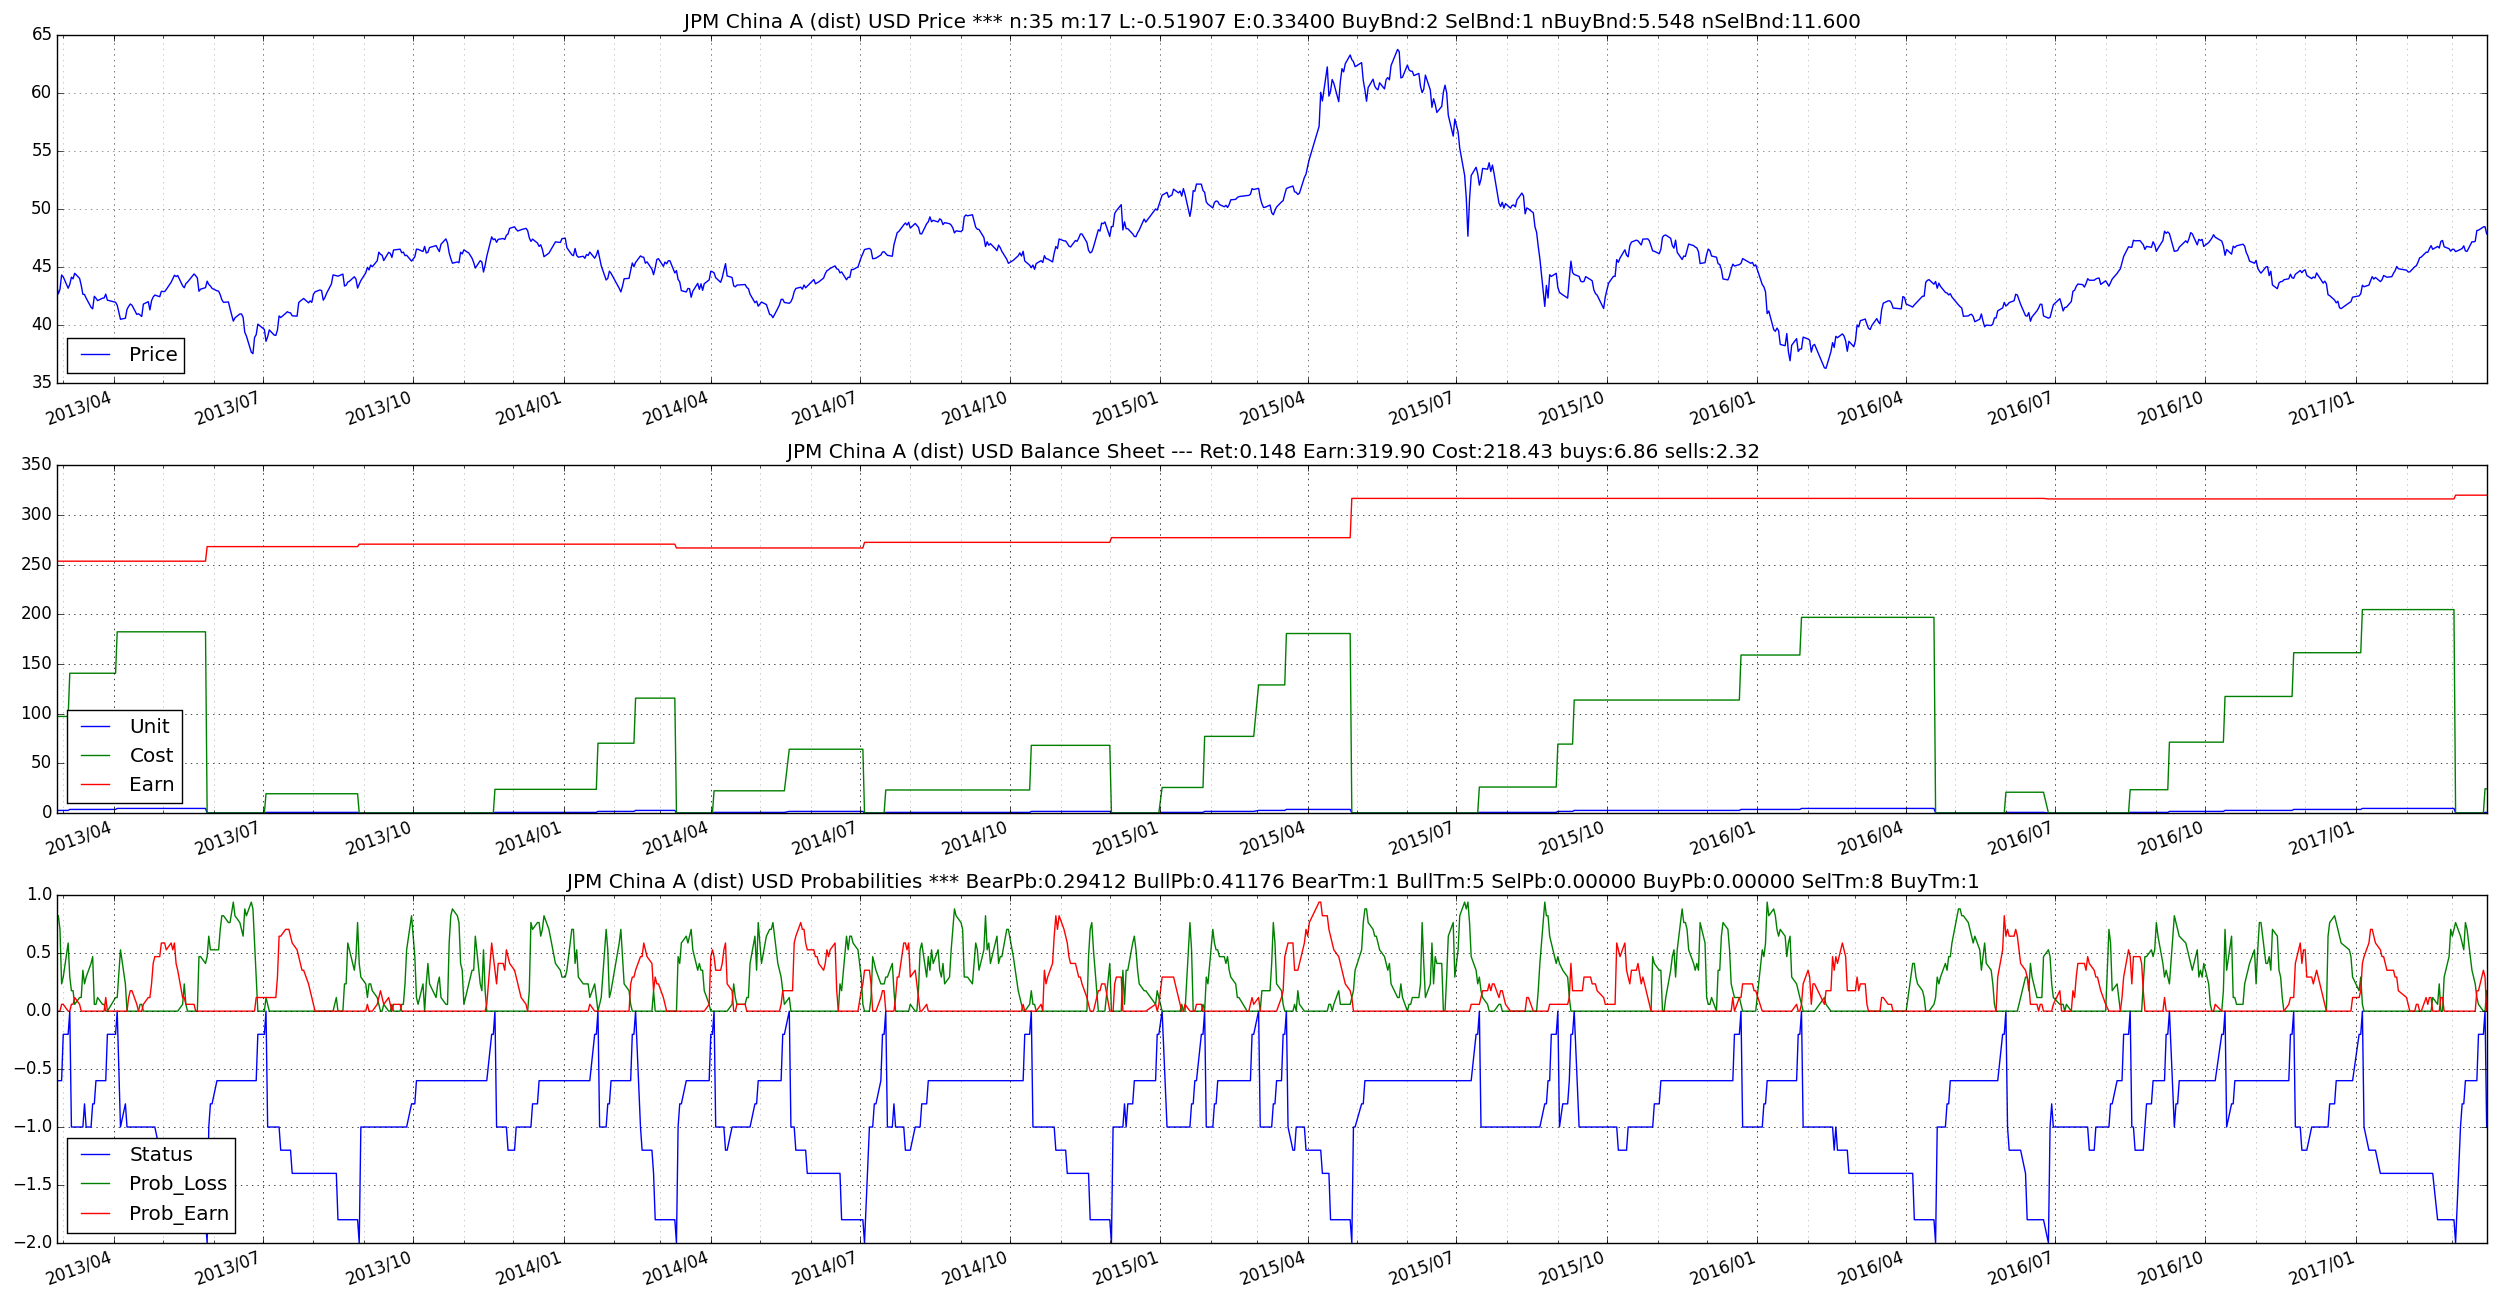 JPM China A (dist) USD Price *** n:35 m:17 L:-0.51907 E:0.33400 BuyBnd:2 SelBnd:1 nBuyBnd:5.548 nSelBnd:11.600
65
60
55
50
45
40
35
Price
2013/04 2013/07 2013/10 2014/01 2014/04 2014/07 2014/10 2015/01 2015/04 2015/07 2015/10 2016/01 2016/04 2016/07 2016/10 2017/01
JPM China A (dist) USD Balance Sheet --- Ret:0.148 Earn:319.90 Cost:218.43 buys:6.86 sells:2.32
350
300
250
200
150
100
50
0
Unit
Cost
Earn
2013/04 2013/07 2013/10 2014/01 2014/04 2014/07 2014/10 2015/01 2015/04 2015/07 2015/10 2016/01 2016/04 2016/07 2016/10 2017/01
JPM China A (dist) USD Probabilities *** BearPb:0.29412 BullPb:0.41176 BearTm:1 BullTm:5 SelPb:0.00000 BuyPb:0.00000 SelTm:8 BuyTm:1
1.0
0.5
0.0
−0.5
−1.0
−1.5
−2.0
Status
Prob_Loss
Prob_Earn
2013/04 2013/07 2013/10 2014/01 2014/04 2014/07 2014/10 2015/01 2015/04 2015/07 2015/10 2016/01 2016/04 2016/07 2016/10 2017/01